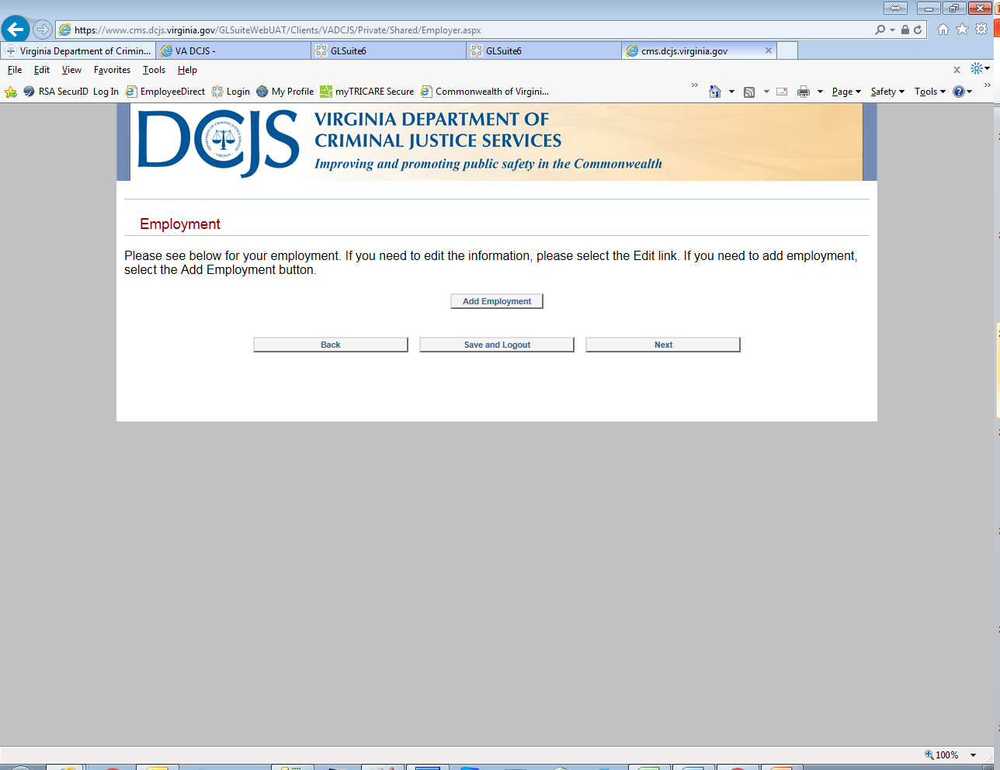 https://www.cms.dcjs.virginia.gov/GLSuiteWebUAT/Clients/VADCJS/Private/Shared/Employer.aspx
Virginia Department of Crimin... VA DCJS - GLSuite6 GLSuite6 cms.dcjs.virginia.gov
File Edit View Favorites Tools Help
RSA SecurID Log In EmployeeDirect Login My Profile myTRICARE Secure Commonwealth of Virgini... Page Safety Tools
DCJS
VIRGINIA DEPARTMENT OF
CRIMINAL JUSTICE SERVICES
Improving and promoting public safety in the Commonwealth
Employment
Please see below for your employment. If you need to edit the information, please select the Edit link. If you need to add employment,
select the Add Employment button.
Add Employment
Back Save and Logout Next
100%